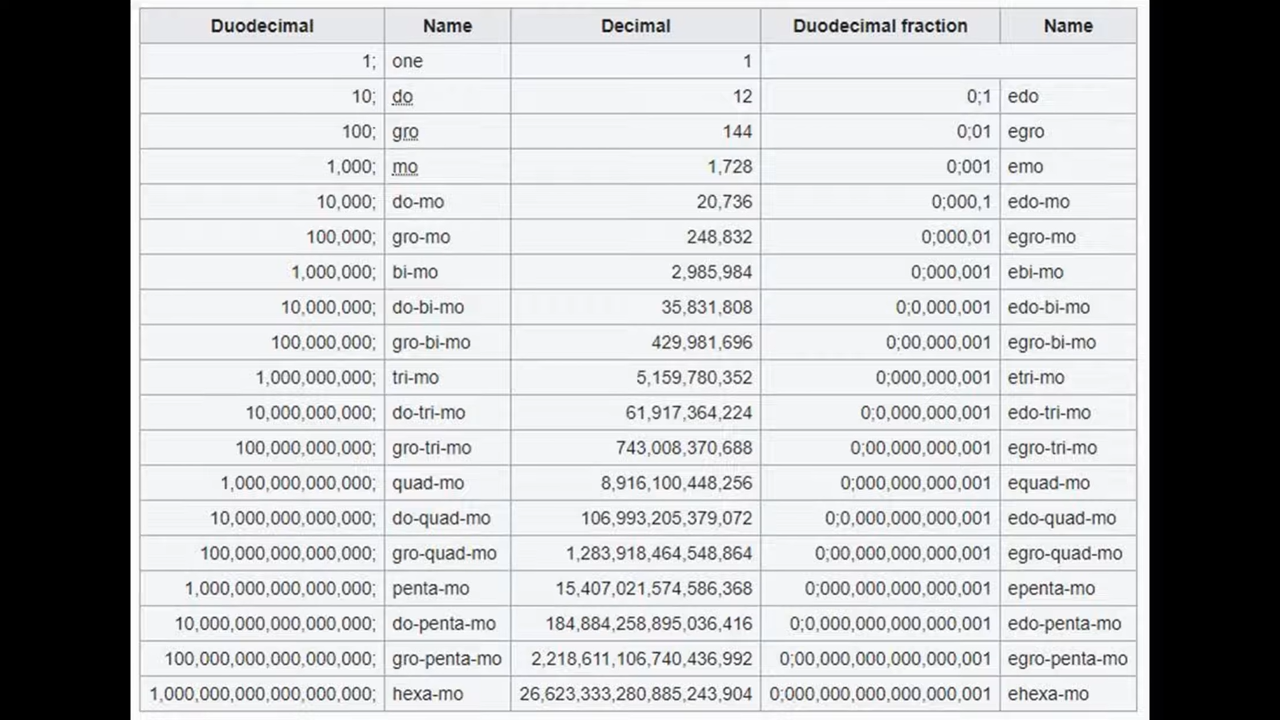 Duodecimal Name Decimal Duodecimal fraction Name
1; one 1
10; do 12 0;1 edo
100; gro 144 0;01 egro
1,000; mo 1,728 0;001 emo
10,000; do-mo 20,736 0;000,1 edo-mo
100,000; gro-mo 248,832 0;000,01 egro-mo
1,000,000; bi-mo 2,985,984 0;000,001 ebi-mo
10,000,000; do-bi-mo 35,831,808 0;0,000,001 edo-bi-mo
100,000,000; gro-bi-mo 429,981,696 0;00,000,001 egro-bi-mo
1,000,000,000; tri-mo 5,159,780,352 0;000,000,001 etri-mo
10,000,000,000; do-tri-mo 61,917,364,224 0;0,000,000,001 edo-tri-mo
100,000,000,000; gro-tri-mo 743,008,370,688 0;00,000,000,001 egro-tri-mo
1,000,000,000,000; quad-mo 8,916,100,448,256 0;000,000,000,001 equad-mo
10,000,000,000,000; do-quad-mo 106,993,205,379,072 0;0,000,000,000,001 edo-quad-mo
100,000,000,000,000; gro-quad-mo 1,283,918,464,548,864 0;00,000,000,000,001 egro-quad-mo
1,000,000,000,000,000; penta-mo 15,407,021,574,586,368 0;000,000,000,000,001 epenta-mo
10,000,000,000,000,000; do-penta-mo 184,884,258,895,036,416 0;0,000,000,000,000,001 edo-penta-mo
100,000,000,000,000,000; gro-penta-mo 2,218,611,106,740,436,992 0;00,000,000,000,000,001 egro-penta-mo
1,000,000,000,000,000,000; hexa-mo 26,623,333,280,885,243,904 0;000,000,000,000,000,001 ehexa-mo